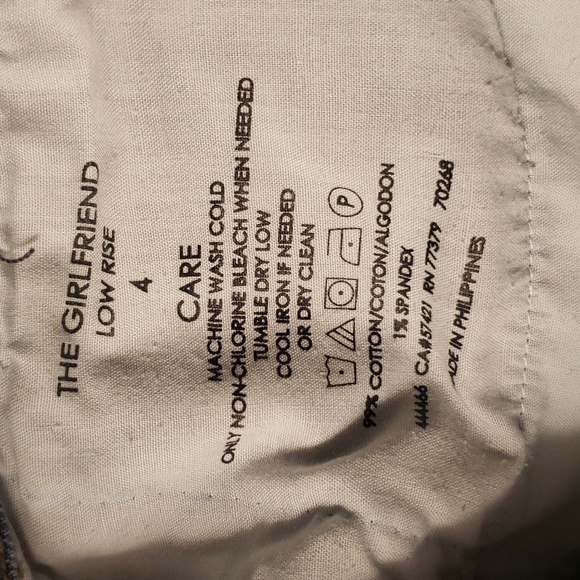 THE GIRLFRIEND
LOW RISE
4
CARE
MACHINE WASH COLD
ONLY NON-CHLORINE BLEACH WHEN NEEDED
TUMBLE DRY LOW
COOL IRON IF NEEDED
OR DRY CLEAN
P
99% COTTON/COTON/ALGODON
1% SPANDEX
444466 CA#57421 RN 77379 70268
ADE IN PHILIPPINES